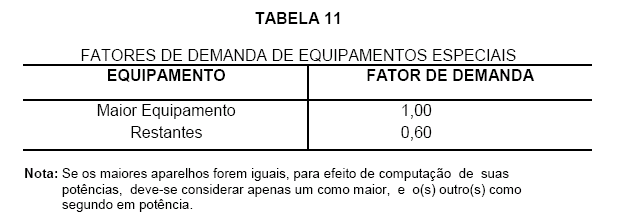 TABELA 11
FATORES DE DEMANDA DE EQUIPAMENTOS ESPECIAIS
EQUIPAMENTO FATOR DE DEMANDA
Maior Equipamento 1,00
Restantes 0,60
Nota: Se os maiores aparelhos forem iguais, para efeito de computação de suas
potências, deve-se considerar apenas um como maior, e o(s) outro(s) como
segundo em potência.